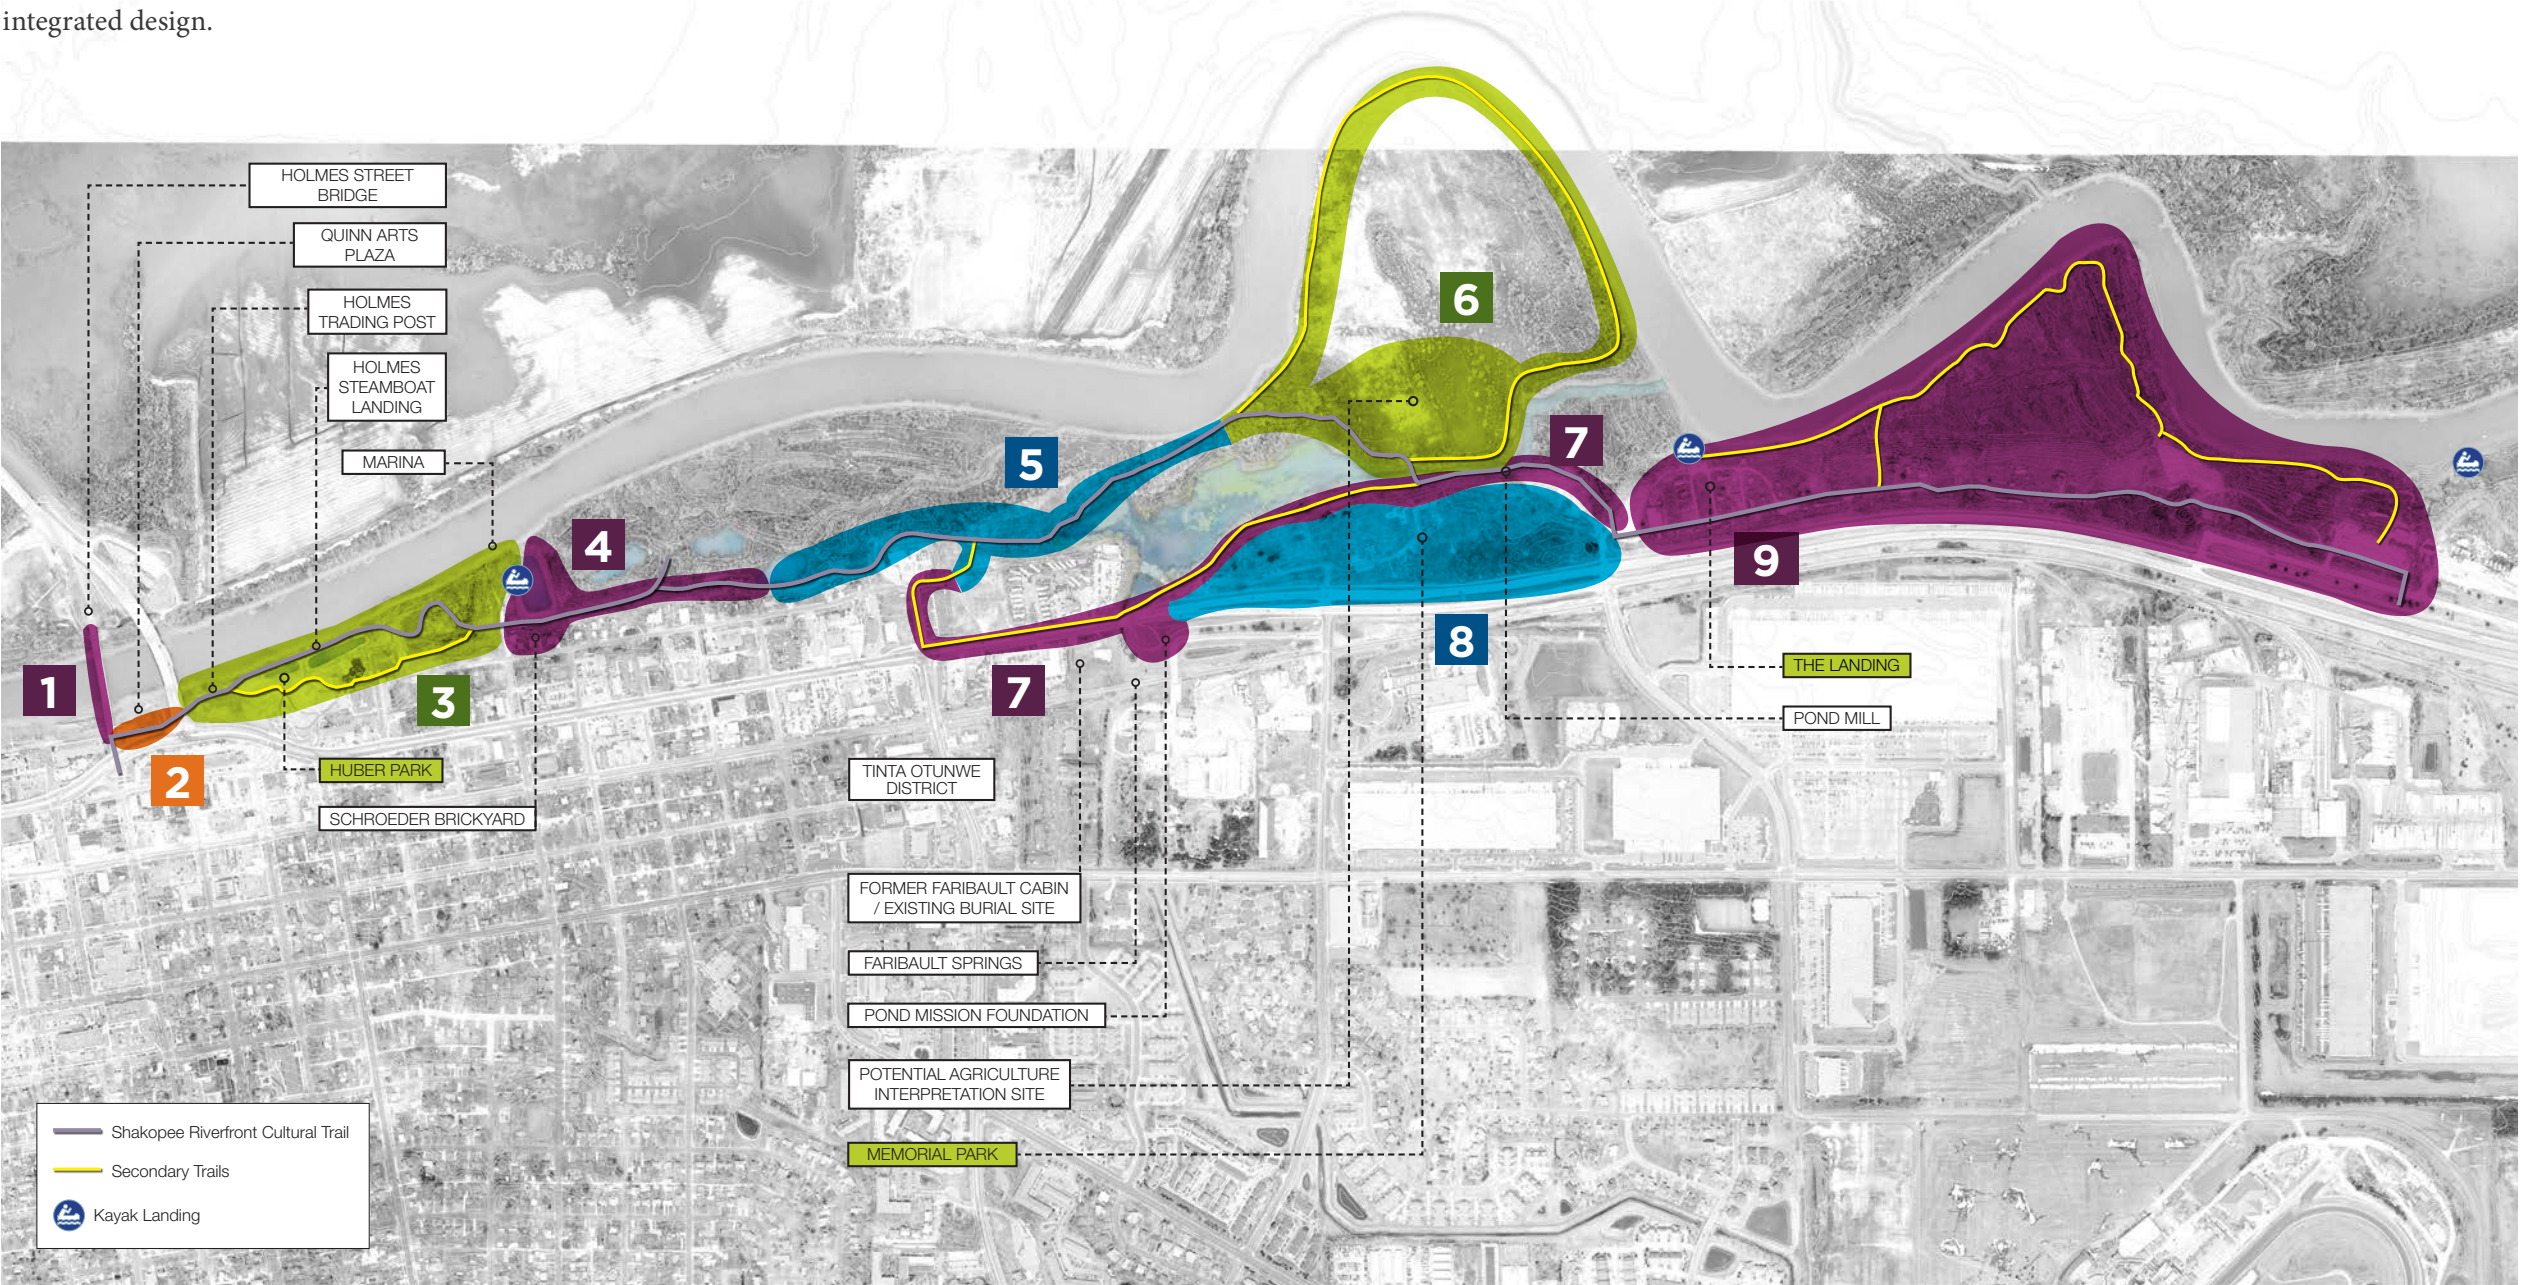 integrated design.
HOLMES STREET
BRIDGE
QUINN ARTS
PLAZA
HOLMES
TRADING POST
HOLMES
STEAMBOAT
LANDING
MARINA
1
2
3
4
5
6
7
7
8
9
HUBER PARK
SCHROEDER BRICKYARD
TINTA OTUNWE
DISTRICT
FORMER FARIBAULT CABIN
/ EXISTING BURIAL SITE
FARIBAULT SPRINGS
POND MISSION FOUNDATION
POTENTIAL AGRICULTURE
INTERPRETATION SITE
MEMORIAL PARK
THE LANDING
POND MILL
Shakopee Riverfront Cultural Trail
Secondary Trails
Kayak Landing